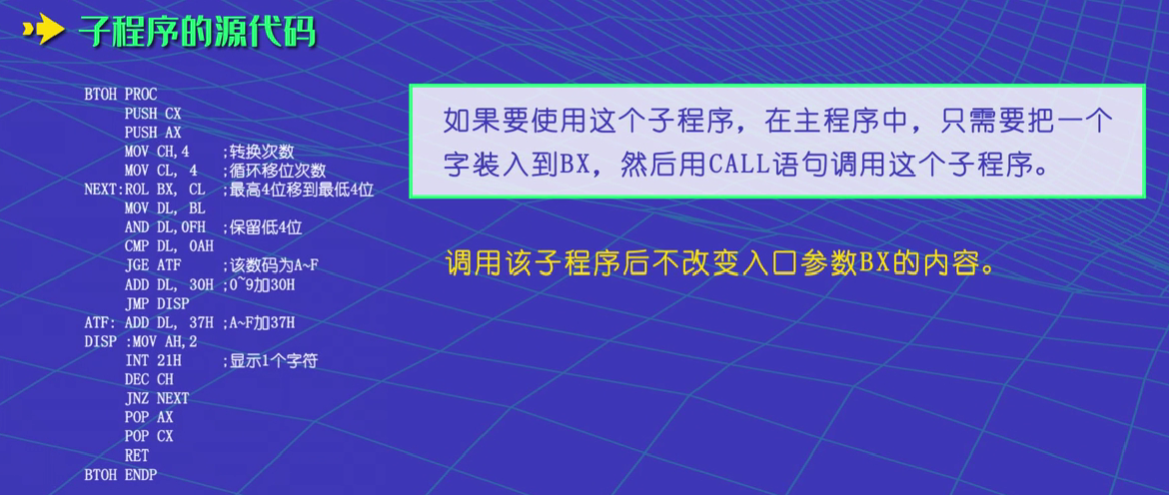 子程序的源代码
BTOH PROC
PUSH CX
PUSH AX
MOV CH,4 ;转换次数
MOV CL, 4 ;循环移位次数
NEXT:ROL BX, CL ;最高4位移到最低4位
MOV DL, BL
AND DL,0FH ;保留低4位
CMP DL, 0AH
JGE ATF ;该数码为A~F
ADD DL, 30H ;0~9加30H
JMP DISP
ATF: ADD DL, 37H ;A~F加37H
DISP :MOV AH,2
INT 21H ;显示1个字符
DEC CH
JNZ NEXT
POP AX
POP CX
RET
BTOH ENDP
如果要使用这个子程序，在主程序中，只需要把一个
字装入到BX，然后用CALL语句调用这个子程序。
调用该子程序后不改变入口参数BX的内容。